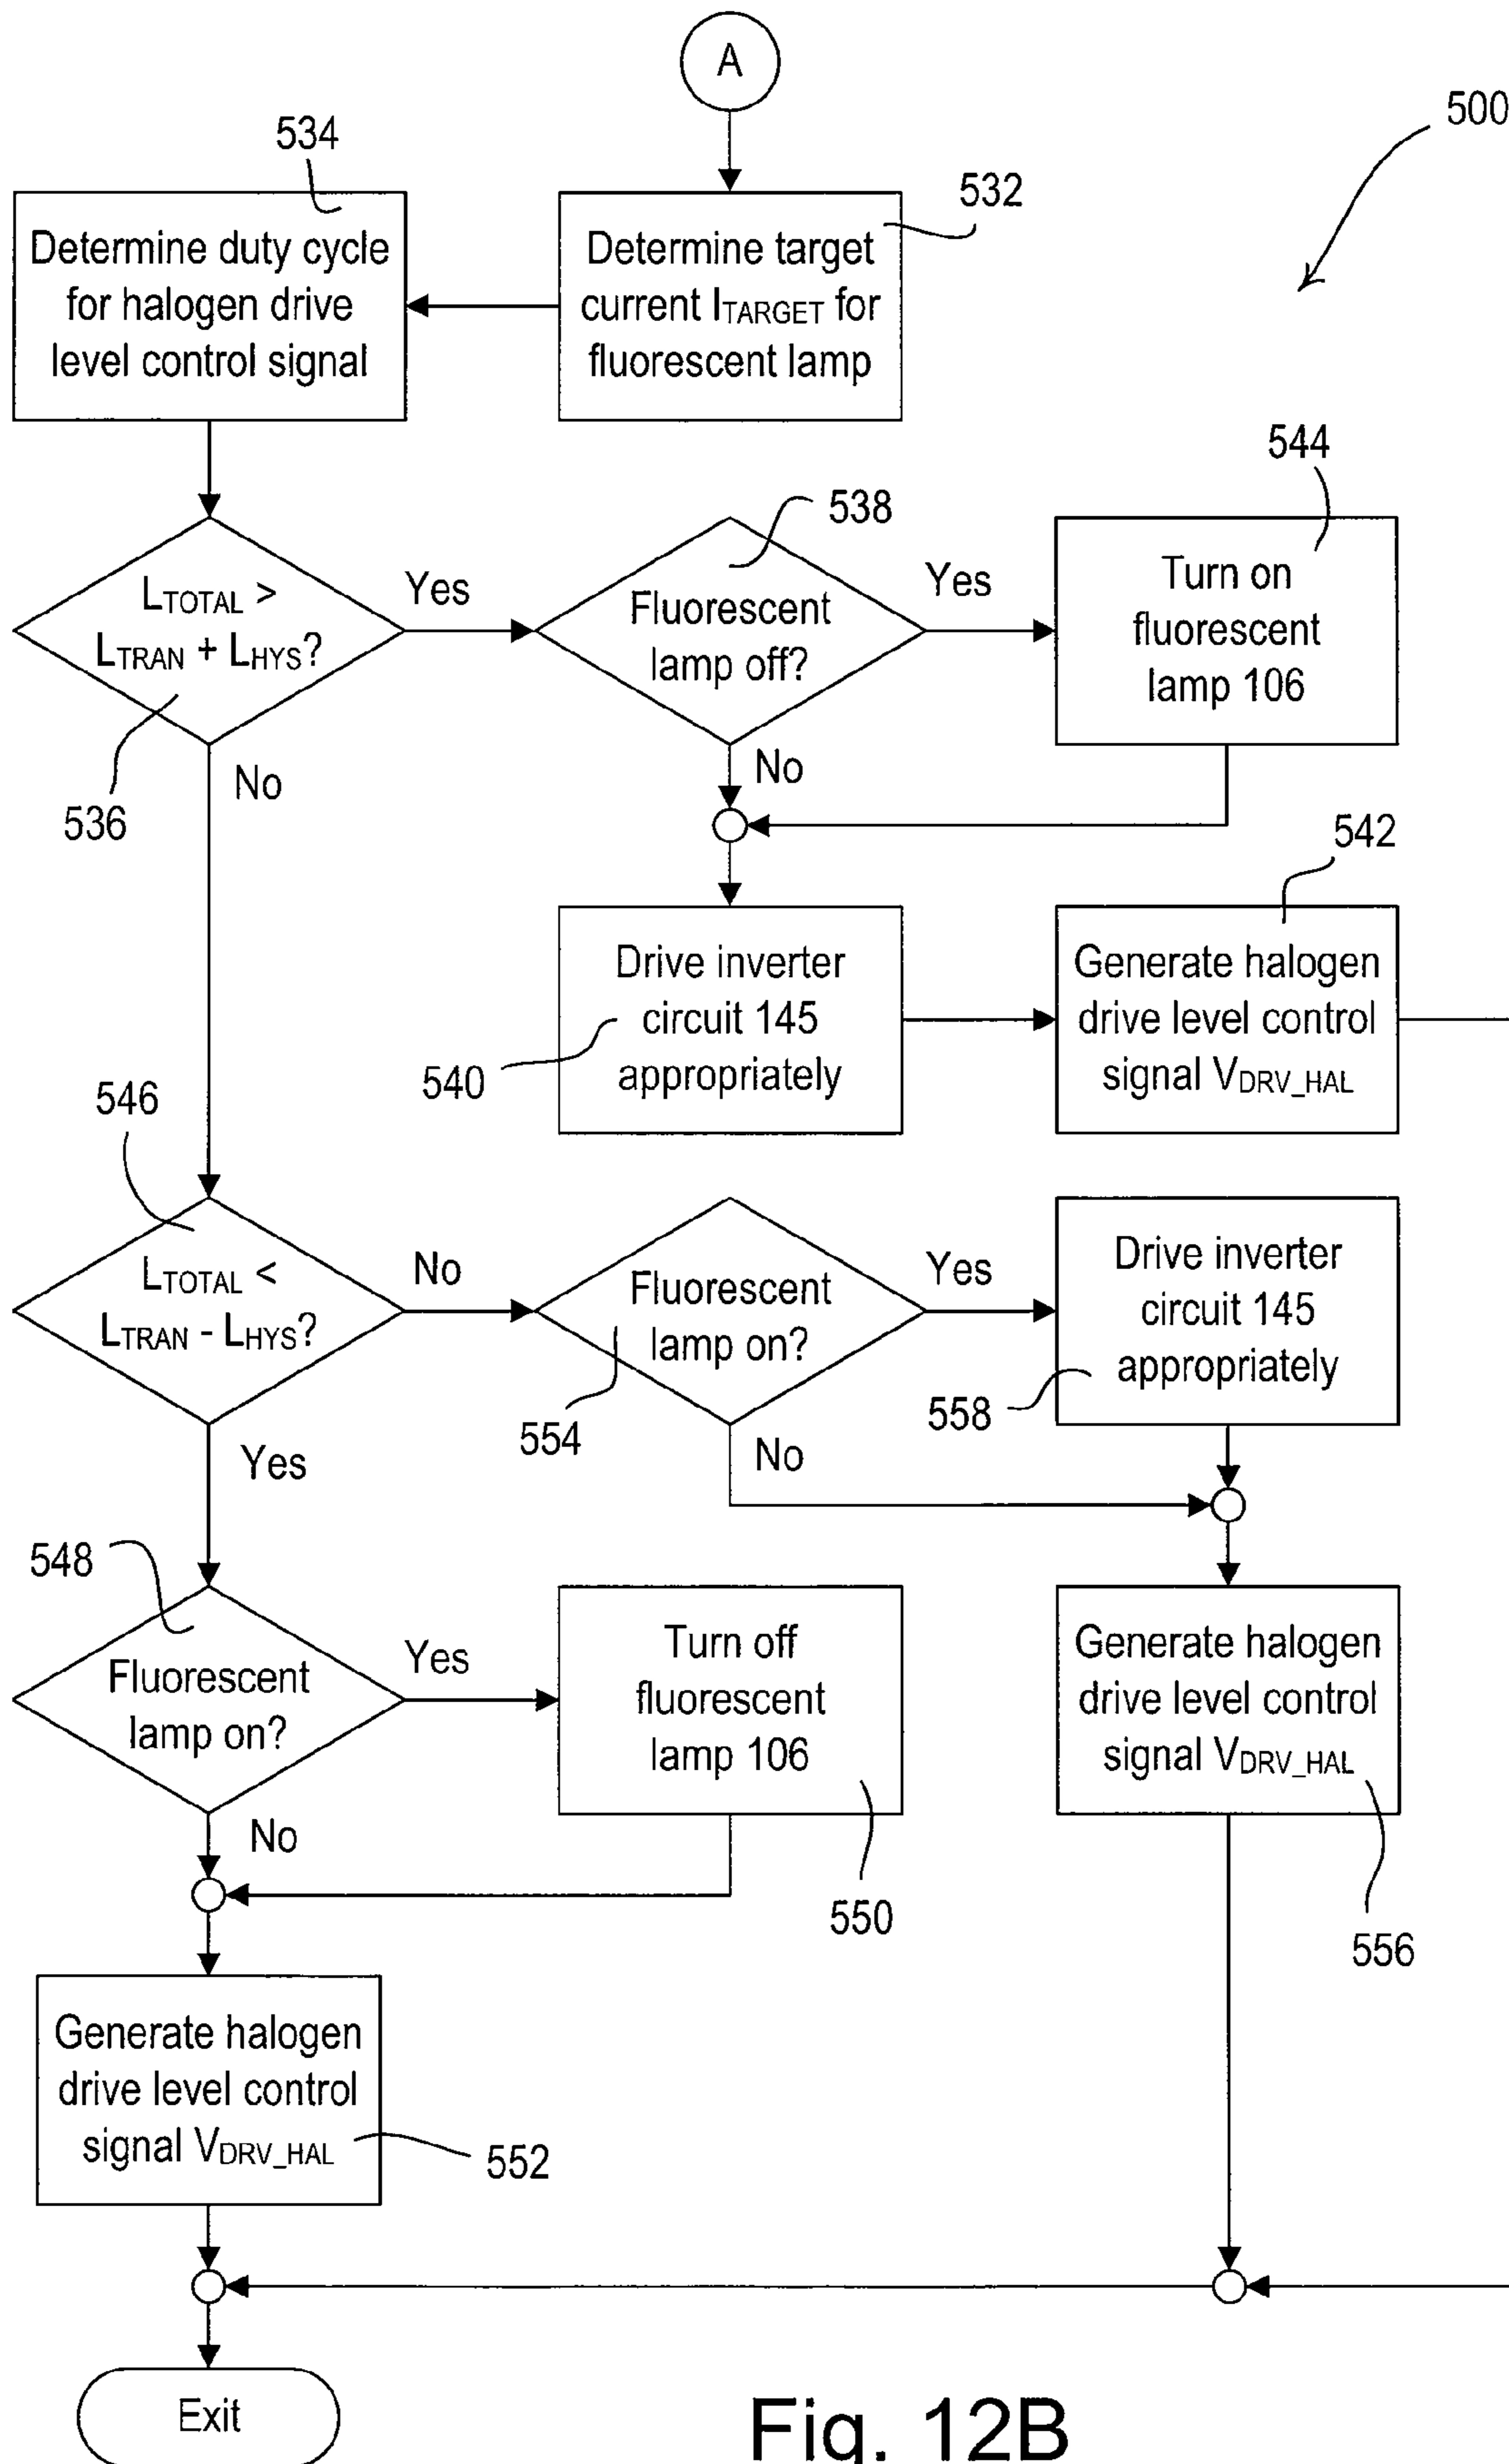 A
500
534
532
Determine duty cycle
for halogen drive
level control signal
Determine target
current ITARGET for
fluorescent lamp
544
538
LTOTAL >
LTRAN + LHYS?
Yes
Fluorescent
lamp off?
Yes
Turn on
fluorescent
lamp 106
536
No
No
542
Drive inverter
circuit 145
appropriately
540
Generate halogen
drive level control
signal VDRV_HAL
546
LTOTAL <
LTRAN - LHYS?
No
Fluorescent
lamp on?
Yes
Drive inverter
circuit 145
appropriately
554
558
Yes
No
548
Fluorescent
lamp on?
Yes
Turn off
fluorescent
lamp 106
Generate halogen
drive level control
signal VDRV_HAL
No
550
556
Generate halogen
drive level control
signal VDRV_HAL
552
Exit
Fig. 12B